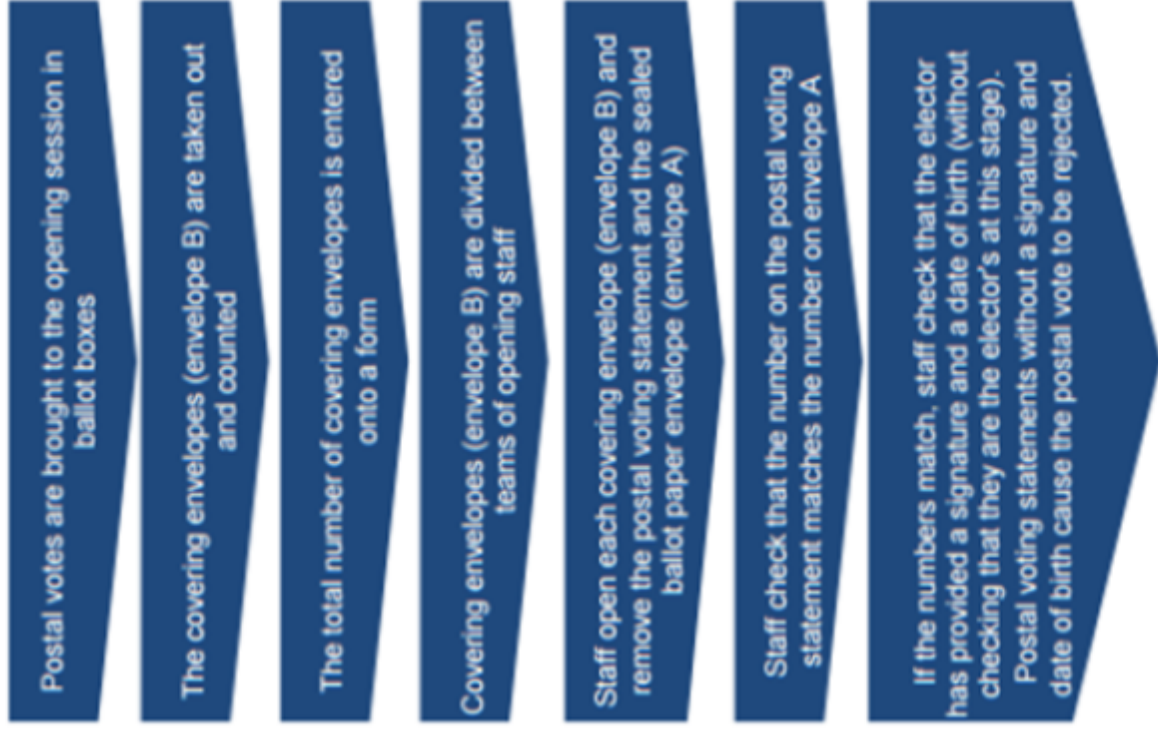 Postal votes are brought to the opening session in
ballot boxes
The covering envelopes (envelope B) are taken out
and counted
The total number of covering envelopes is entered
onto a form
Covering envelopes (envelope B) are divided between
teams of opening staff
Staff open each covering envelope (envelope B) and
remove the postal voting statement and the sealed
ballot paper envelope (envelope A)
Staff check that the number on the postal voting
statement matches the number on envelope A
If the numbers match, staff check that the elector
has provided a signature and a date of birth (without
checking that they are the elector's at this stage).
Postal voting statements without a signature and
date of birth cause the postal vote to be rejected.